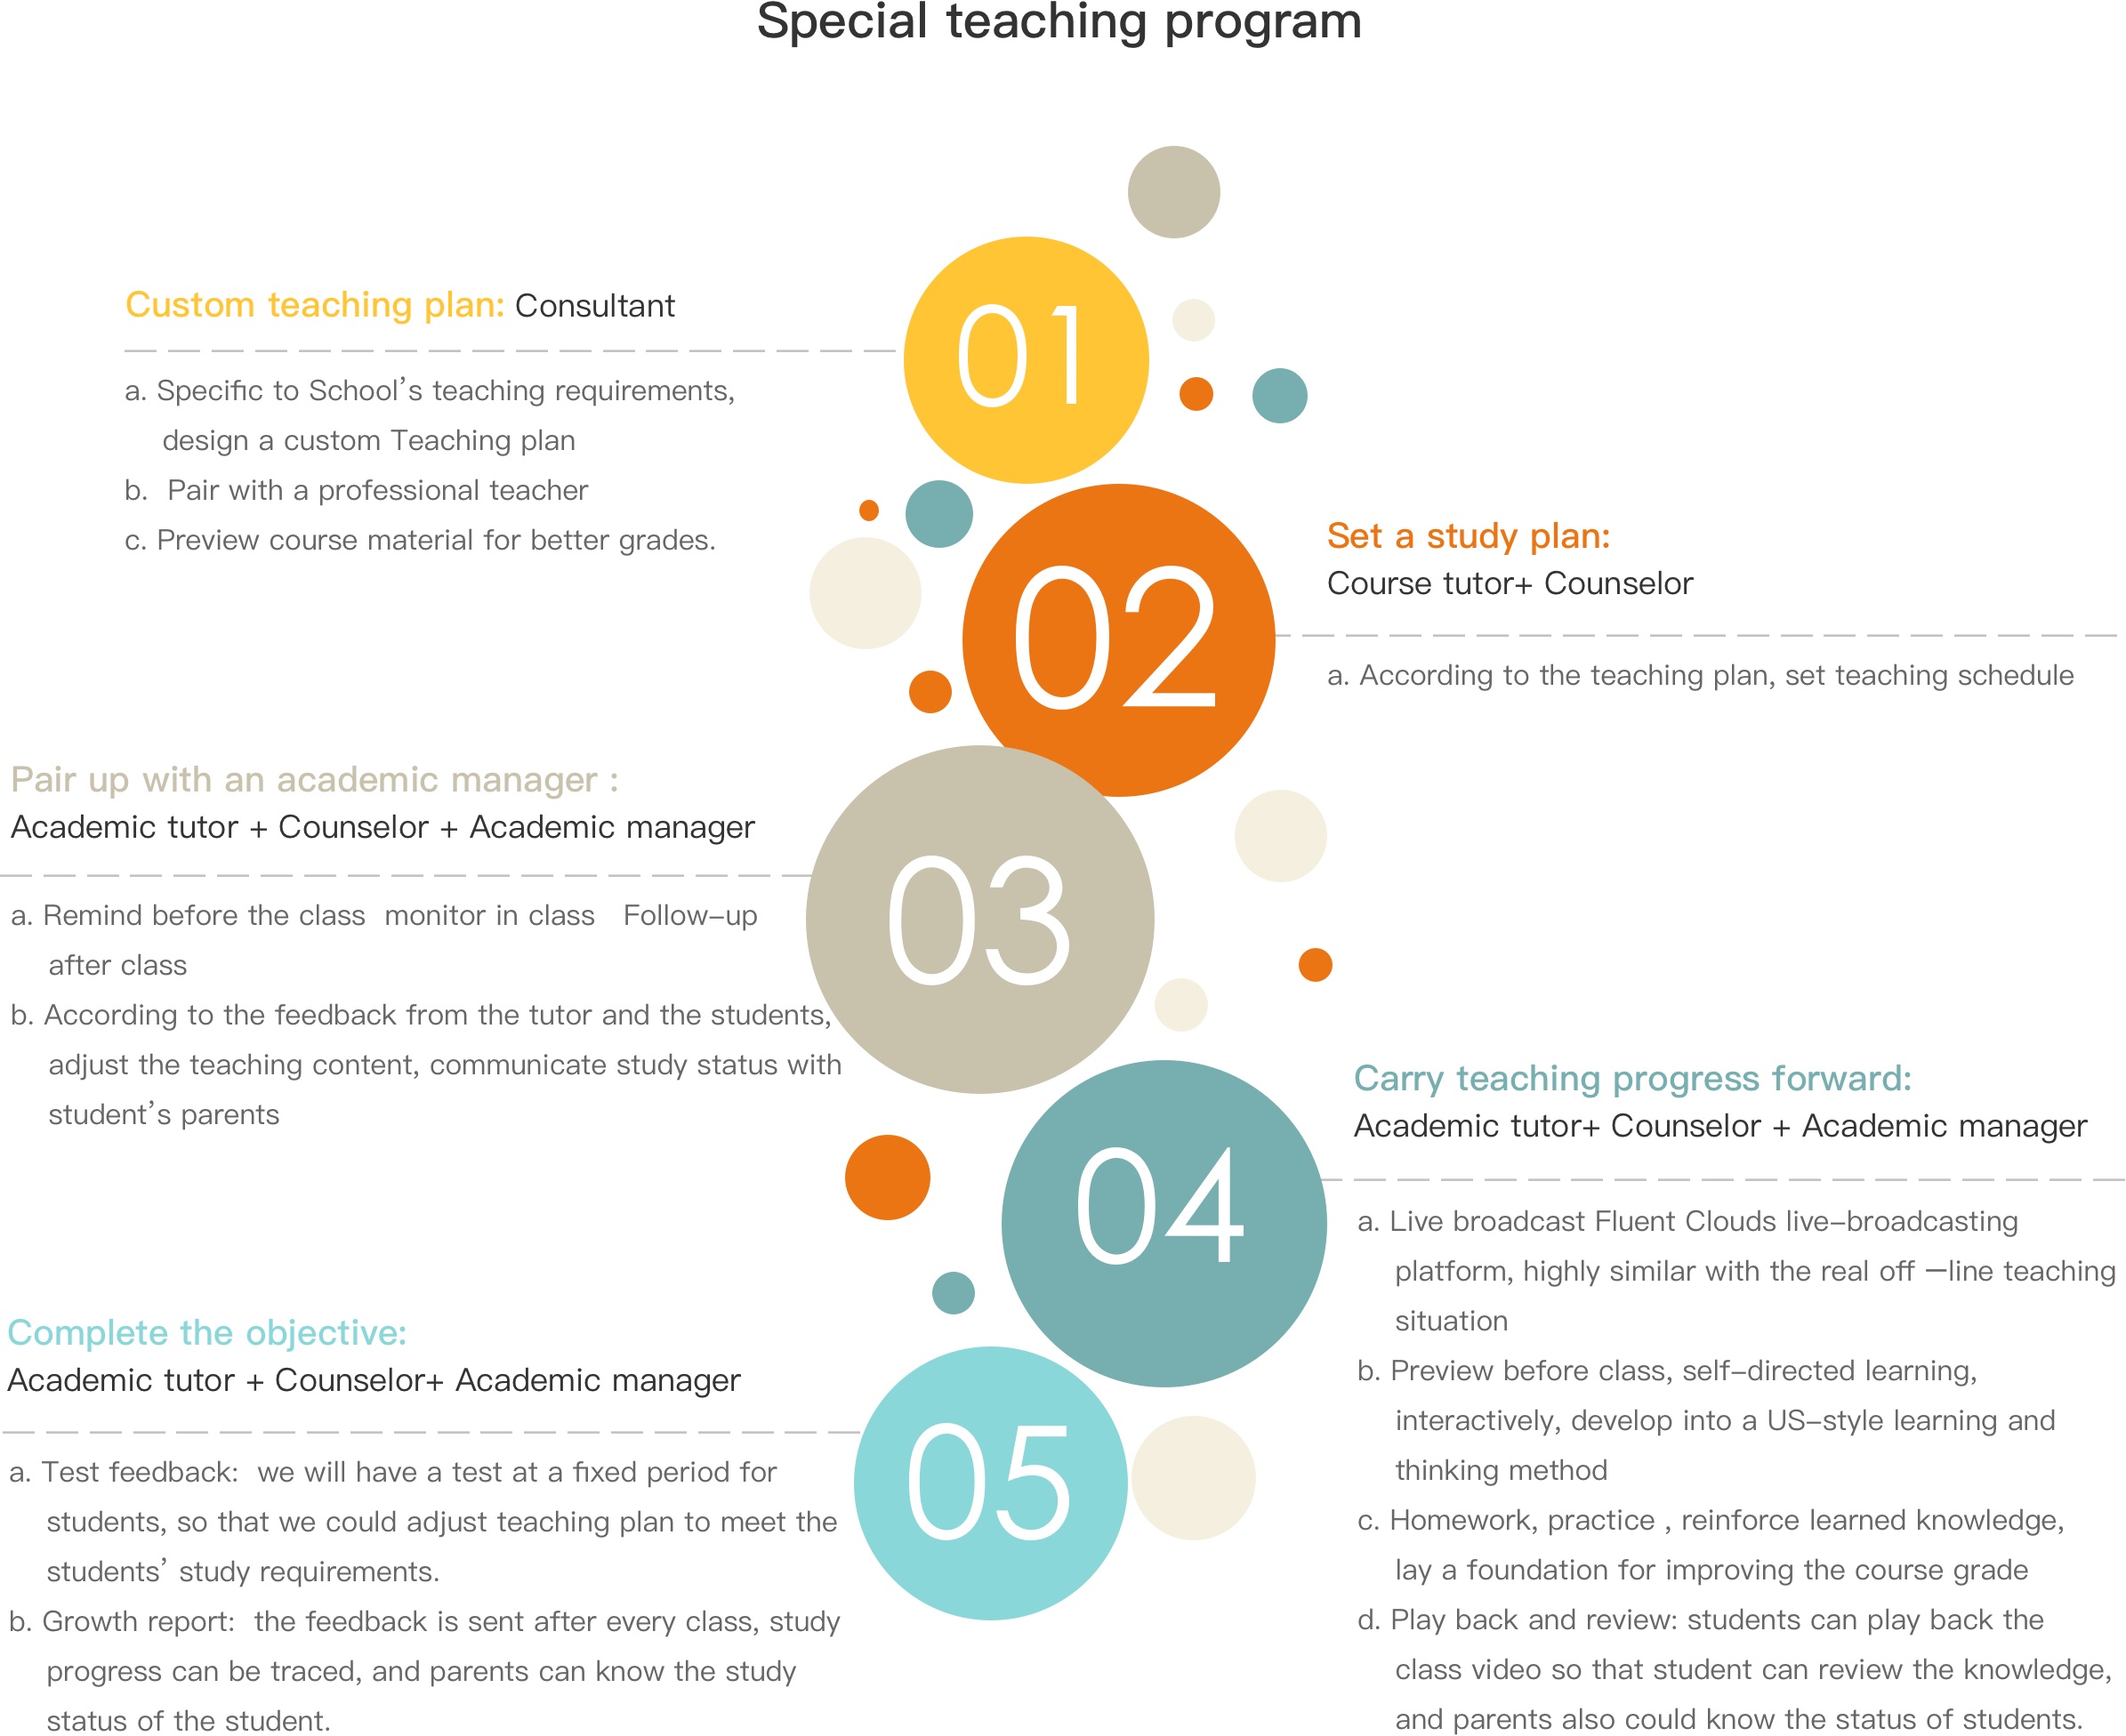 Special teaching program
01
Custom teaching plan: Consultant
a. Specific to School's teaching requirements,
design a custom Teaching plan
b. Pair with a professional teacher
c. Preview course material for better grades.
02
Set a study plan:
Course tutor+ Counselor
a. According to the teaching plan, set teaching schedule
03
Pair up with an academic manager :
Academic tutor + Counselor + Academic manager
a. Remind before the class monitor in class Follow-up
after class
b. According to the feedback from the tutor and the students,
adjust the teaching content, communicate study status with
student's parents
04
Carry teaching progress forward:
Academic tutor+ Counselor + Academic manager
a. Live broadcast Fluent Clouds live-broadcasting
platform, highly similar with the real off —line teaching
situation
b. Preview before class, self-directed learning,
interactively, develop into a US-style learning and
thinking method
c. Homework, practice , reinforce learned knowledge,
lay a foundation for improving the course grade
d. Play back and review: students can play back the
class video so that student can review the knowledge,
and parents also could know the status of students.
05
Complete the objective:
Academic tutor + Counselor+ Academic manager
a. Test feedback: we will have a test at a fixed period for
students, so that we could adjust teaching plan to meet the
students' study requirements.
b. Growth report: the feedback is sent after every class, study
progress can be traced, and parents can know the study
status of the student.